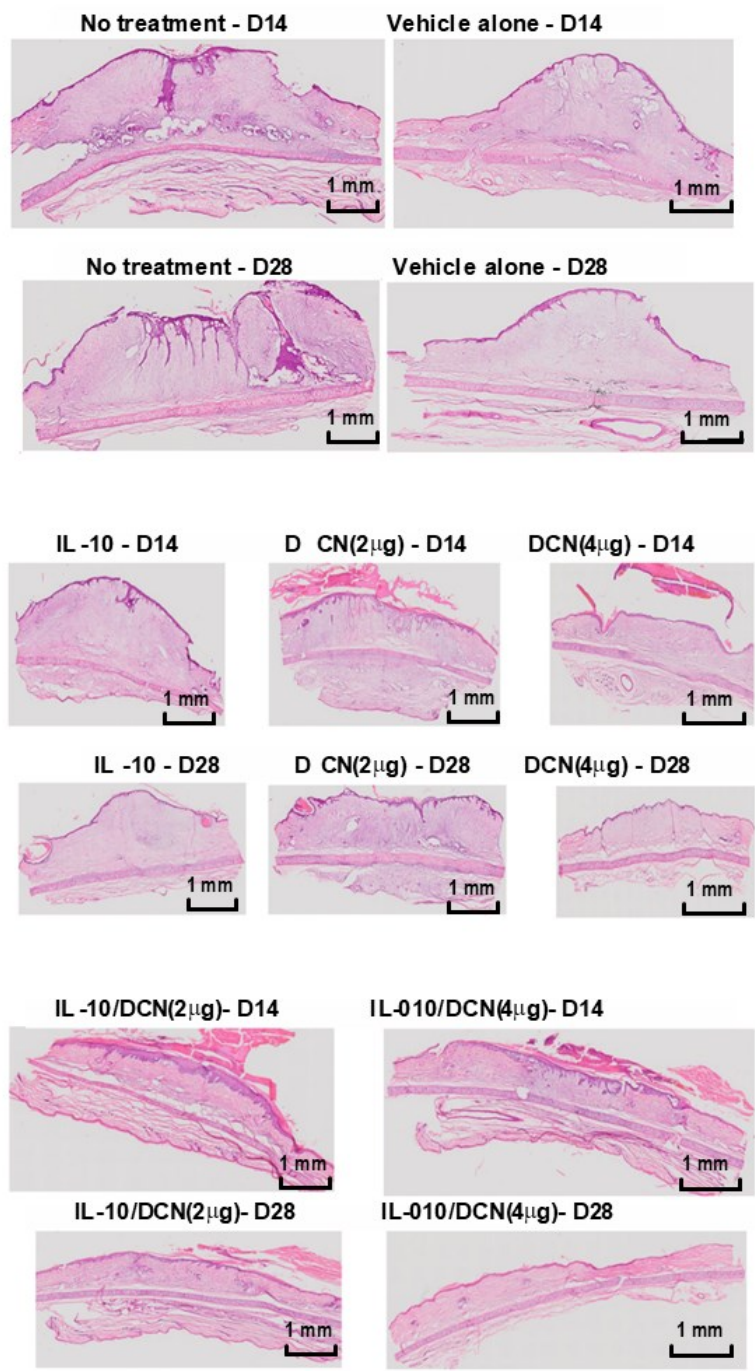 No treatment - D14 Vehicle alone - D14
1 mm 1 mm
No treatment - D28 Vehicle alone - D28
1 mm 1 mm
IL -10 - D14 D CN(2μg) - D14 DCN(4μg) - D14
1 mm 1 mm 1 mm
IL -10 - D28 D CN(2μg) - D28 DCN(4μg) - D28
1 mm 1 mm 1 mm
IL -10/DCN(2μg)- D14 IL-010/DCN(4μg)- D14
1 mm 1 mm
IL-10/DCN(2μg)- D28 IL-010/DCN(4μg)- D28
1 mm 1 mm